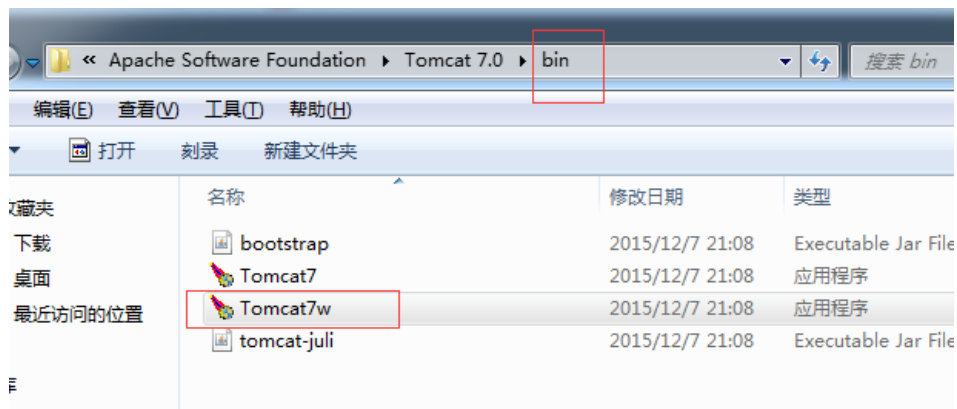 « Apache Software Foundation ▸ Tomcat 7.0 ▸ bin 搜索 bin
编辑(E) 查看(V) 工具(T) 帮助(H)
打开 刻录 新建文件夹
名称 修改日期 类型
收藏夹
下载
桌面
最近访问的位置
库
bootstrap 2015/12/7 21:08 Executable Jar File
Tomcat7 2015/12/7 21:08 应用程序
Tomcat7w 2015/12/7 21:08 应用程序
tomcat-juli 2015/12/7 21:08 Executable Jar File